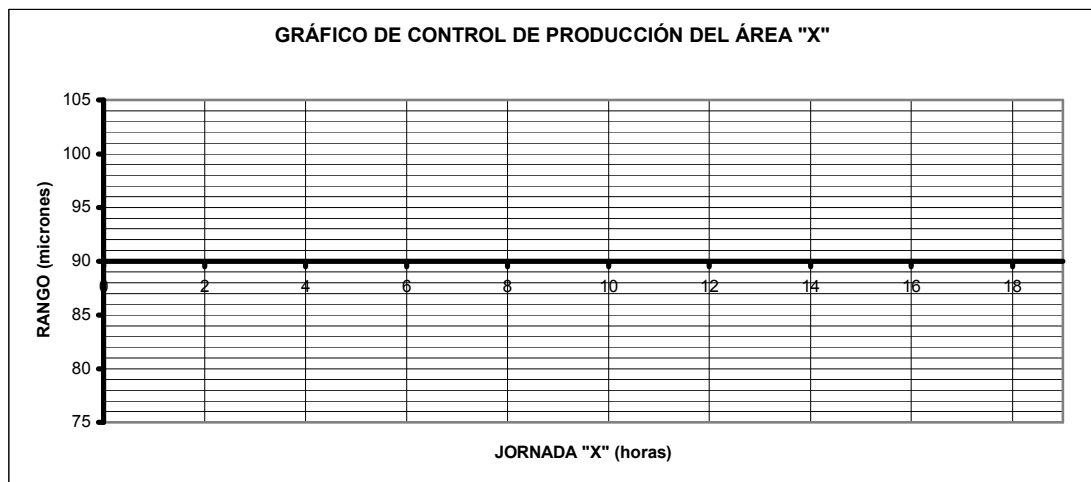 GRÁFICO DE CONTROL DE PRODUCCIÓN DEL ÁREA "X"
105
100
95
90
85
80
75
RANGO (micrones)
0 2 4 6 8 10 12 14 16 18
JORNADA "X" (horas)